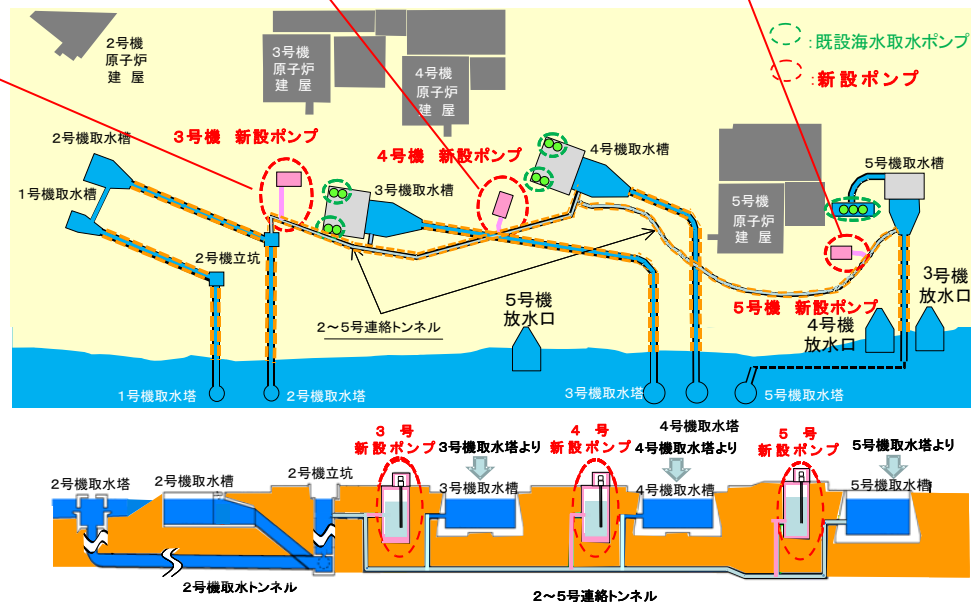 2号機
原子炉
建 屋
3号機
原子炉
建 屋
4号機
原子炉
建 屋
:既設海水取水ポンプ
:新設ポンプ
2号機取水槽
1号機取水槽
3号機 新設ポンプ
4号機 新設ポンプ
3号機取水槽
4号機取水槽
5号機取水槽
5号機
原子炉
建 屋
2号機立坑
5号機 新設ポンプ
2～5号連絡トンネル
5号機
放水口
4号機
放水口
3号機
放水口
1号機取水塔
2号機取水塔
3号機取水塔
4号機取水塔
5号機取水塔
3 号
新設ポンプ
3号機取水塔より
4 号
新設ポンプ
4号機取水塔より
5 号
新設ポンプ
5号機取水塔より
2号機取水塔
2号機取水槽
2号機立坑
3号機取水槽
4号機取水槽
5号機取水槽
2号機取水トンネル
2～5号連絡トンネル